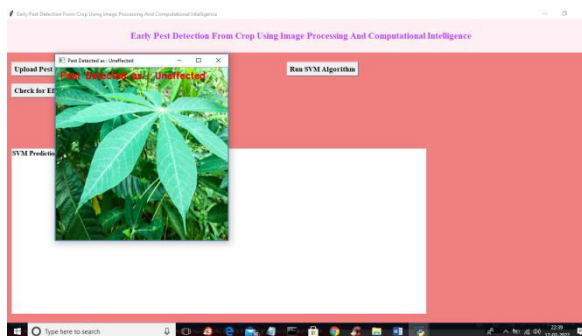 Early Pest Detection From Crop Using Image Processing And Computational Intelligence
Early Pest Detection From Crop Using Image Processing And Computational Intelligence
Upload Pest
Pest Detected as : Uneffected
Run SVM Algorithm
Pest Detected as : Uneffected
Check for Ef
SVM Predictio
Type here to search
22:39